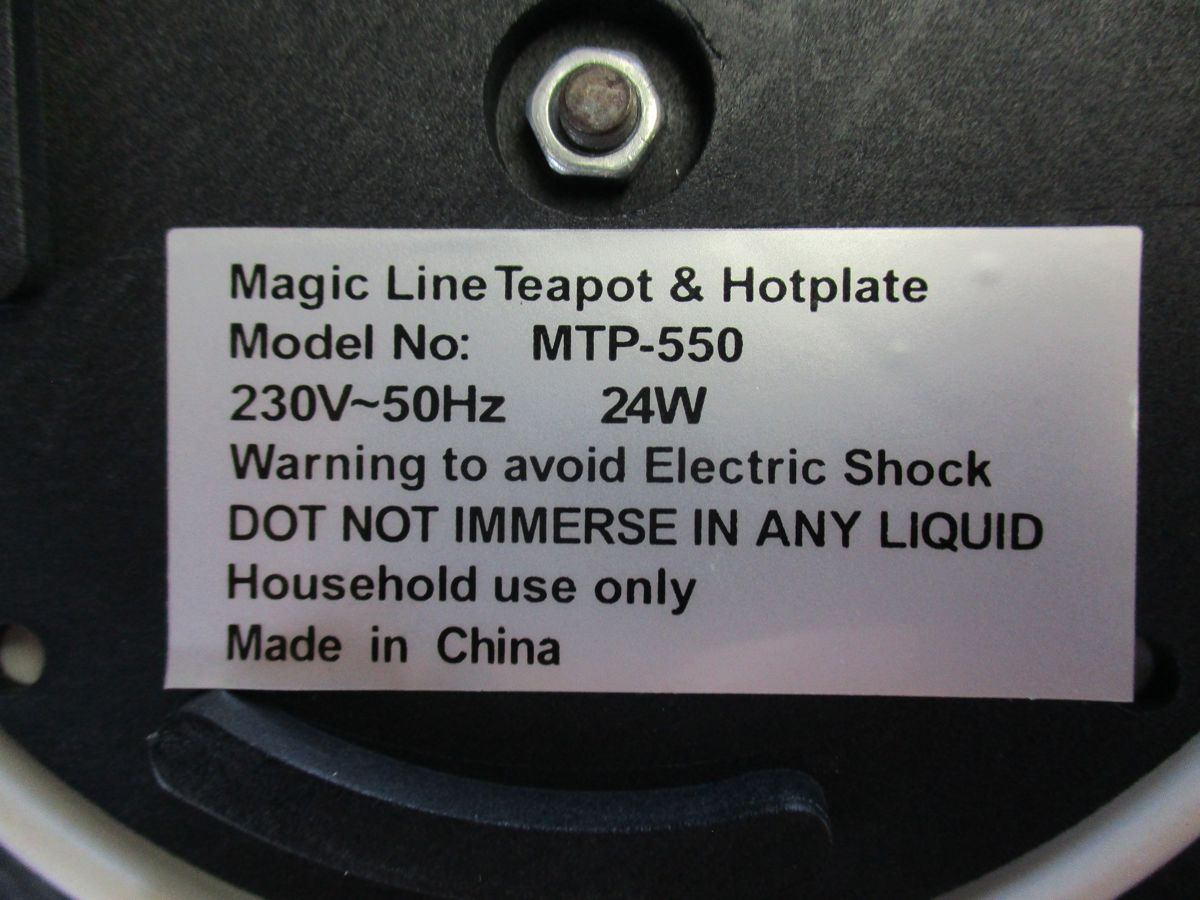 Magic Line Teapot & Hotplate
Model No: MTP-550
230V~50Hz 24W
Warning to avoid Electric Shock
DOT NOT IMMERSE IN ANY LIQUID
Household use only
Made in China